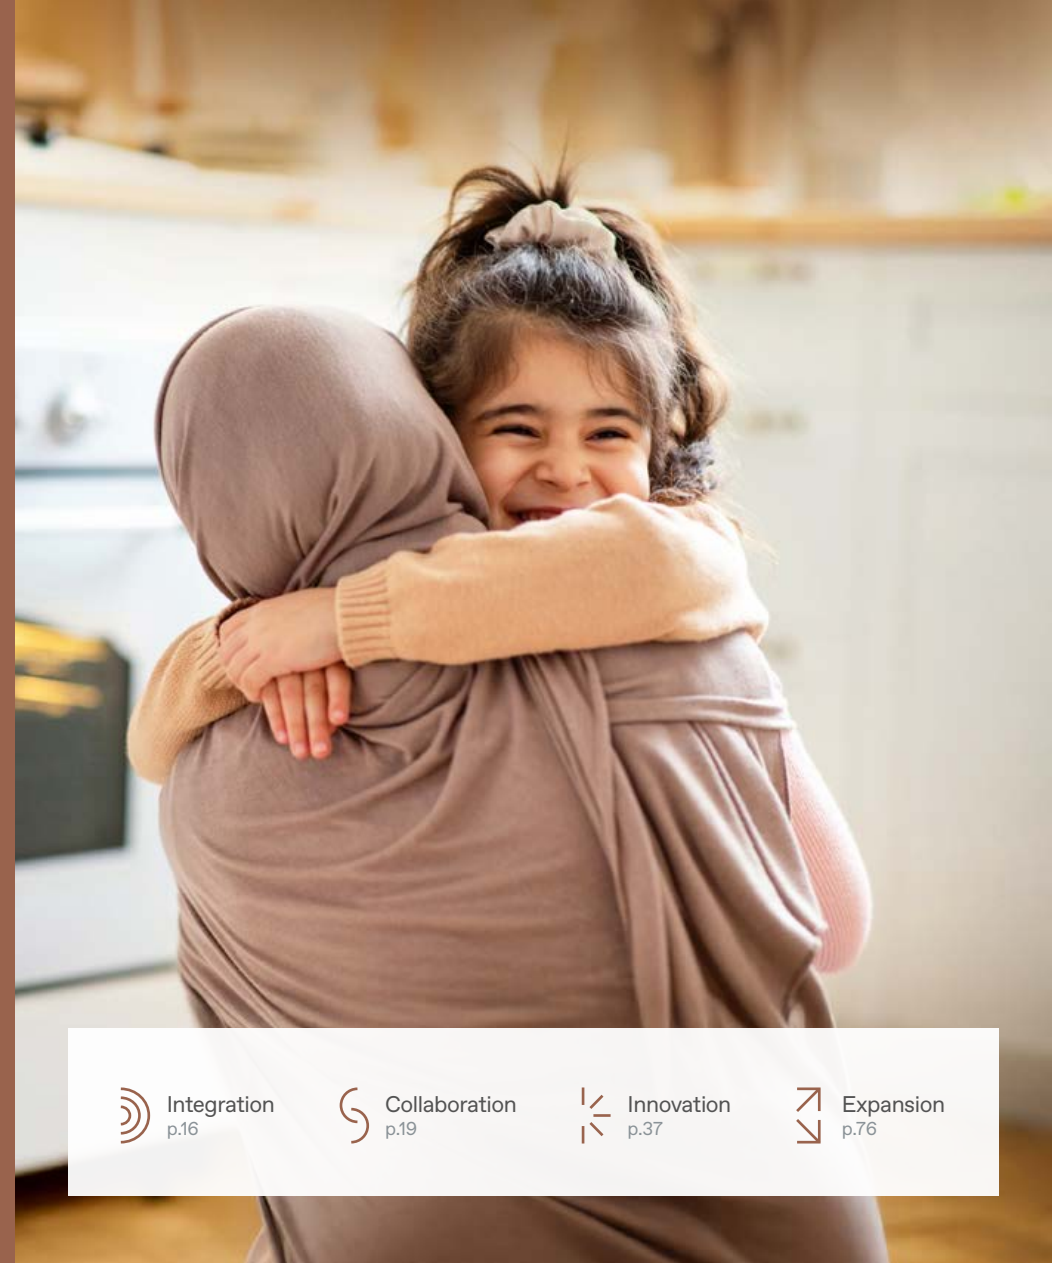 Integration
p.16
Collaboration
p.19
Innovation
p.37
Expansion
p.76